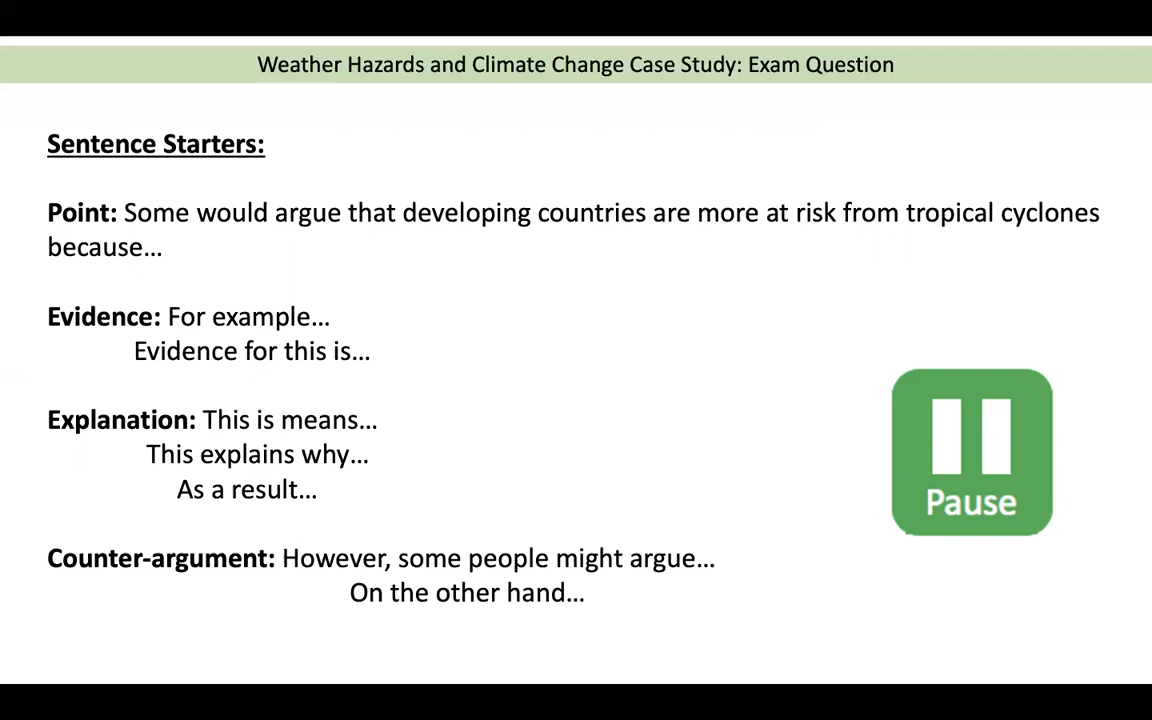 Weather Hazards and Climate Change Case Study: Exam Question
Sentence Starters:
Point: Some would argue that developing countries are more at risk from tropical cyclones
because…
Evidence: For example…
Evidence for this is…
Explanation: This is means…
This explains why…
As a result…
Pause
Counter-argument: However, some people might argue…
On the other hand…